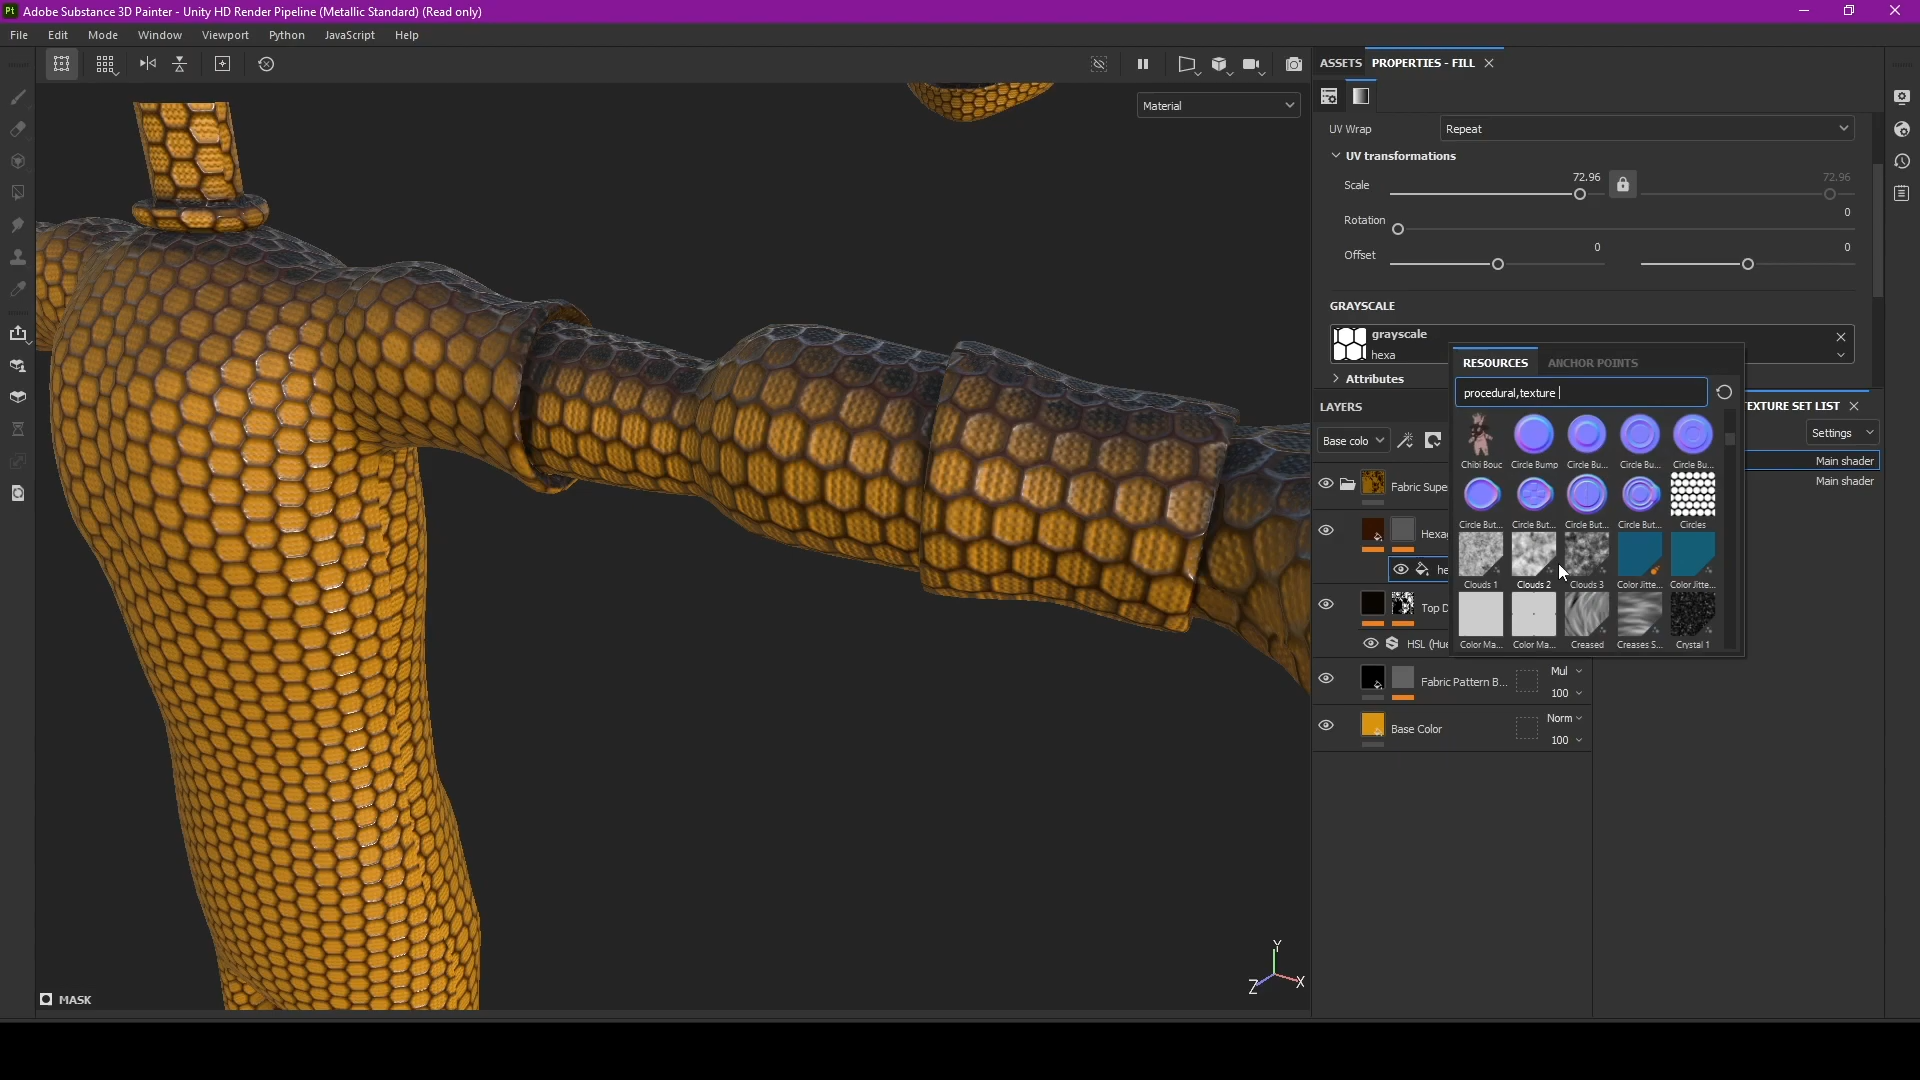 Pt Adobe Substance 3D Painter - Unity HD Render Pipeline (Metallic Standard) (Read only)
File Edit Mode Window Viewport Python JavaScript Help
ASSETS PROPERTIES - FILL
Material
UV Wrap Repeat
UV transformations
Scale 72.96 72.96
Rotation 0
Offset 0 0
GRAYSCALE
grayscale
hexa
RESOURCES ANCHOR POINTS
Attributes
procedural,texture
LAYERS
EXTURE SET LIST
Base colo
Settings
Chibi Bouc Circle Bump Circle Bu... Circle Bu... Circle Bu...
Main shader
Main shader
Fabric Supe
Circle But... Circle But... Circle But... Circle But... Circles
Hexag
he
Clouds 1 Clouds 2 Clouds 3 Color Jitte... Color Jitte...
Top D
HSL (Hue
Color Ma... Color Ma... Creased Creases S... Crystal 1
Fabric Pattern B... Mul
100
Base Color Norm
100
Y
Z X
MASK